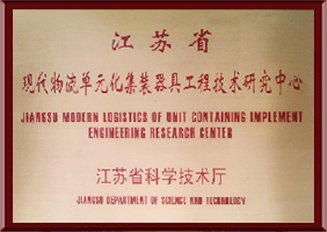 江苏省
现代物流单元化集装器具工程技术研究中心
JIANGSU MODERN LOGISTICS OF UNIT CONTAINING IMPLEMENT
ENGINEERING RESEARCH CENTER
江苏省科学技术厅
JIANGSU DEPARTMENT OF SCIENCE AND TECHNOLOGY